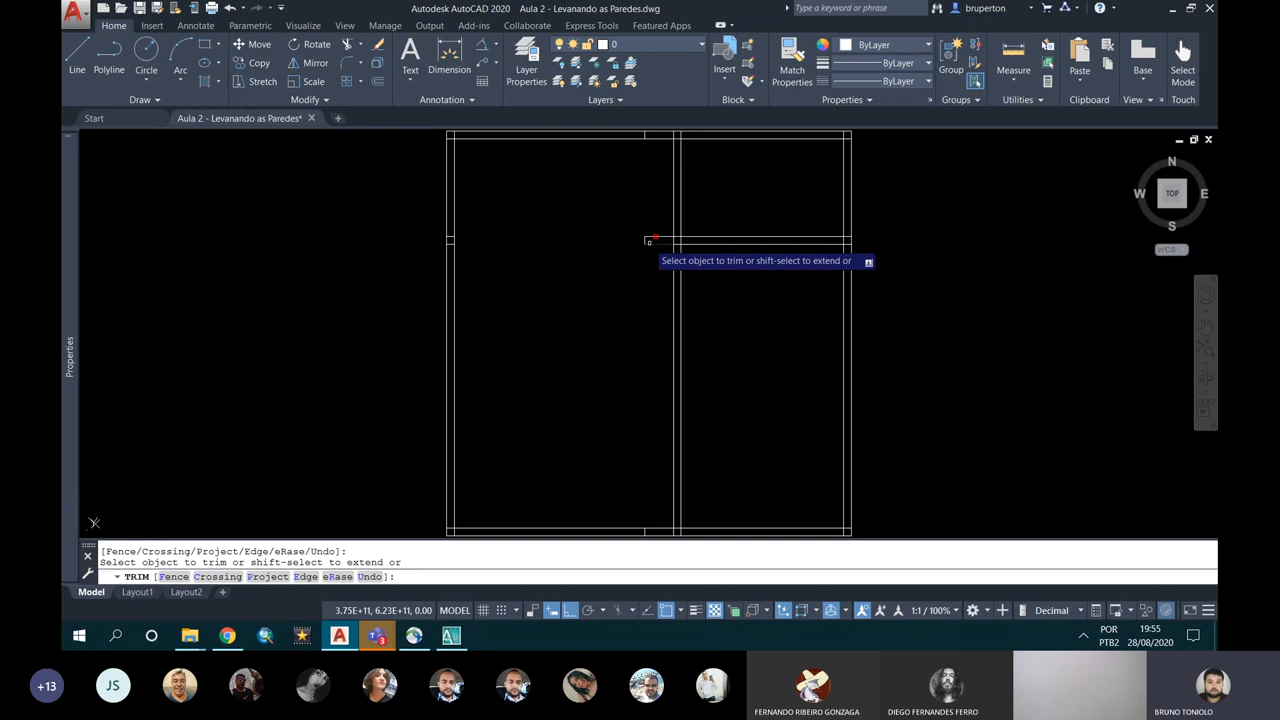 Autodesk AutoCAD 2020 Aula 2 - Levanando as Paredes.dwg
Type a keyword or phrase
bruperton
Home Insert Annotate Parametric Visualize View Manage Output Add-ins Collaborate Express Tools Featured Apps
Line Polyline Circle Arc
Move Rotate
Copy Mirror
Stretch Scale
Text Dimension
Layer Properties
0
Insert
Match Properties
ByLayer
ByLayer
ByLayer
Group
Measure
Paste
Base
Select Mode
Draw Modify Annotation Layers Block Properties Groups Utilities Clipboard View Touch
Start Aula 2 - Levanando as Paredes*
N
W TOP E
S
WCS
Select object to trim or shift-select to extend or
Properties
Y
[Fence/Crossing/Project/Edge/eRase/Undo]:
Select object to trim or shift-select to extend or
TRIM [Fence Crossing Project Edge eRase Undo]:
Model Layout1 Layout2
3.75E+11, 6.23E+11, 0.00 MODEL 1:1 / 100% Decimal
3
POR
PTB2
19:55
28/08/2020
+13
JS
FERNANDO RIBEIRO GONZAGA
DIEGO FERNANDES FERRO
BRUNO TONIOLO